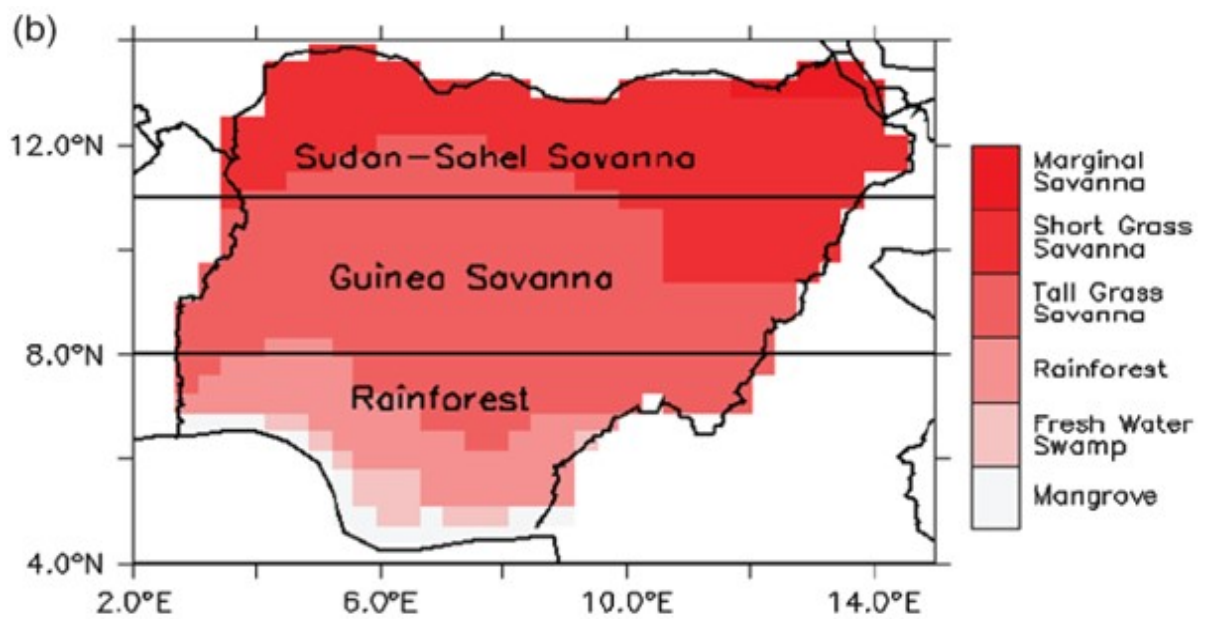 (b)
12.0°N
8.0°N
4.0°N
2.0°E
6.0°E
10.0°E
14.0°E
Sudan-Sahel Savanna
Guinea Savanna
Rainforest
Marginal
Savanna
Short Grass
Savanna
Tall Grass
Savanna
Rainforest
Fresh Water
Swamp
Mangrove